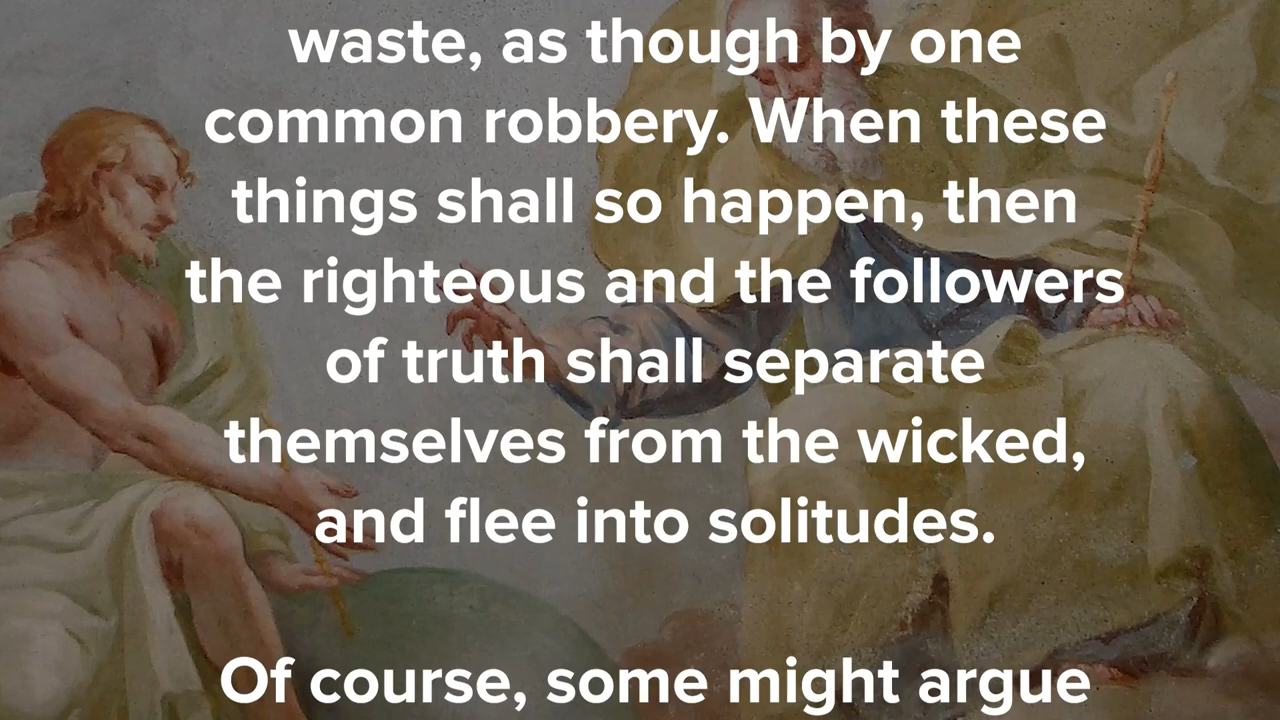 waste, as though by one
common robbery. When these
things shall so happen, then
the righteous and the followers
of truth shall separate
themselves from the wicked,
and flee into solitudes.
Of course, some might argue